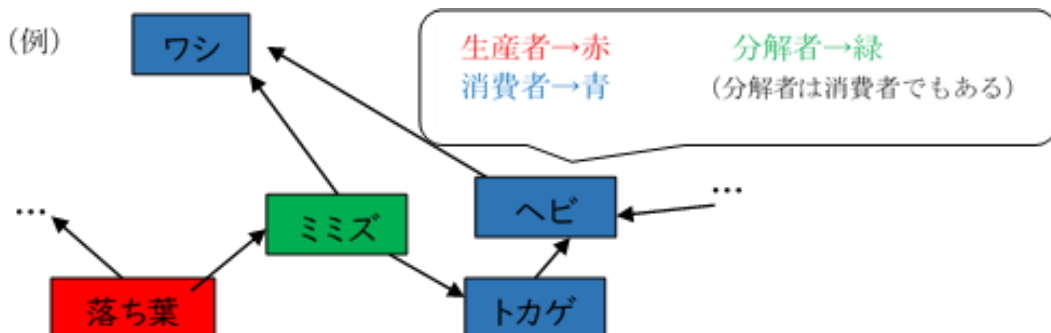 (例)
ワシ
生産者→赤
分解者→緑
消費者→青
(分解者は消費者でもある)
…
ミミズ
ヘビ
…
落ち葉
トカゲ